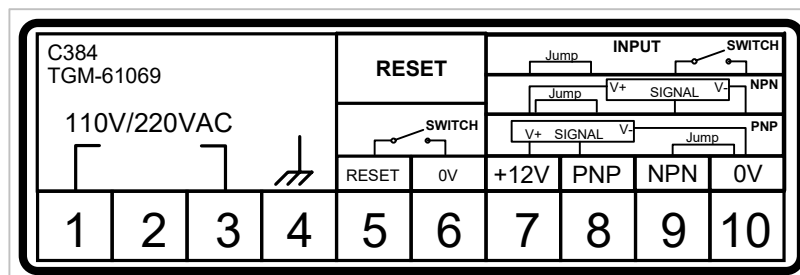 C384
TGM-61069
110V/220VAC
RESET
SWITCH
RESET 0V
INPUT
Jump SWITCH
V+ SIGNAL V- NPN
Jump
V+ SIGNAL V- PNP
Jump
+12V PNP NPN 0V
1 2 3 4 5 6 7 8 9 10